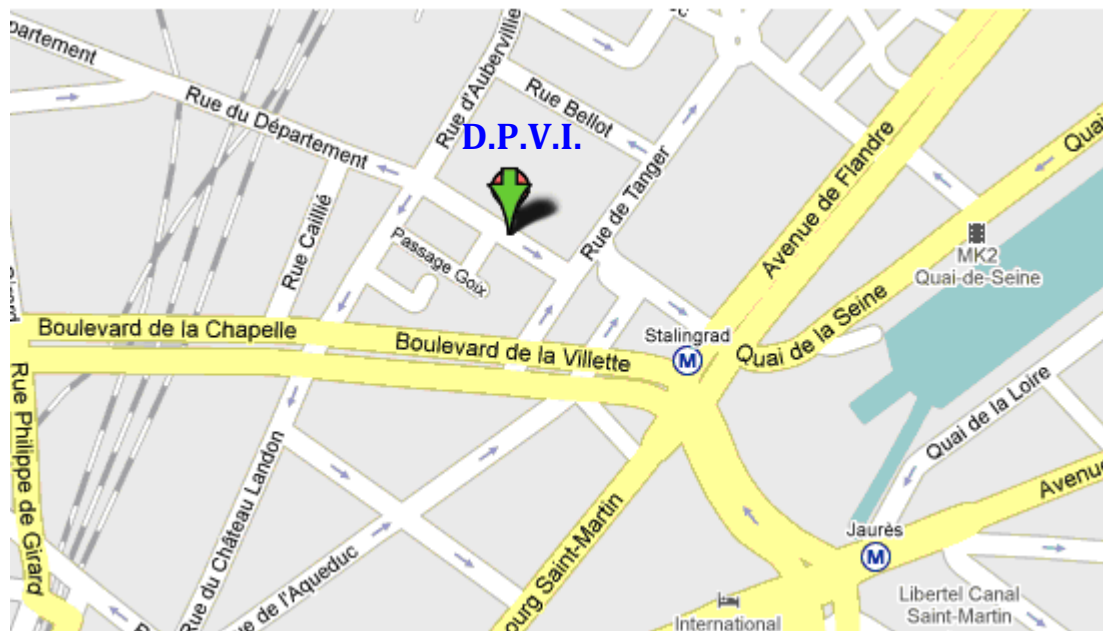 partement
Rue du Département
Rue d'Aubervillie
Rue Bellot
D.P.V.I.
Rue de Tanger
Avenue de Flandre
Quai
MK2
Quai-de-Seine
Rue Caillié
Passage Goix
Boulevard de la Chapelle
Boulevard de la Villette
Stalingrad
M
Quai de la Seine
Quai de la Loire
Rue Philippe de Girard
Rue du Château Landon
e de l'Aqueduc
ourg Saint-Martin
Avenue
Jaurès
M
Libertel Canal
Saint-Martin
International